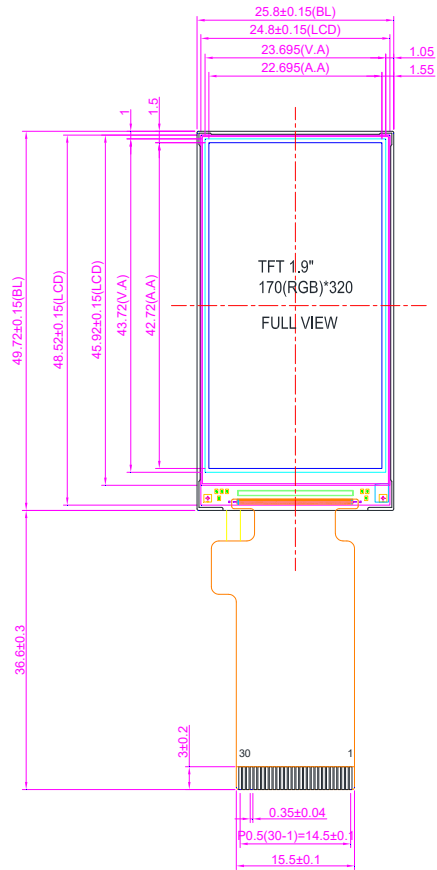 25.8±0.15(BL)
24.8±0.15(LCD)
23.695(V.A)
1.05
22.695(A.A)
1.55
1
1.5
49.72±0.15(BL)
48.52±0.15(LCD)
45.92±0.15(LCD)
43.72(V.A)
42.72(A.A)
TFT 1.9"
170(RGB)*320
FULL VIEW
36.6±0.3
3±0.2
30
1
0.35±0.04
P0.5(30-1)=14.5±0.1
15.5±0.1